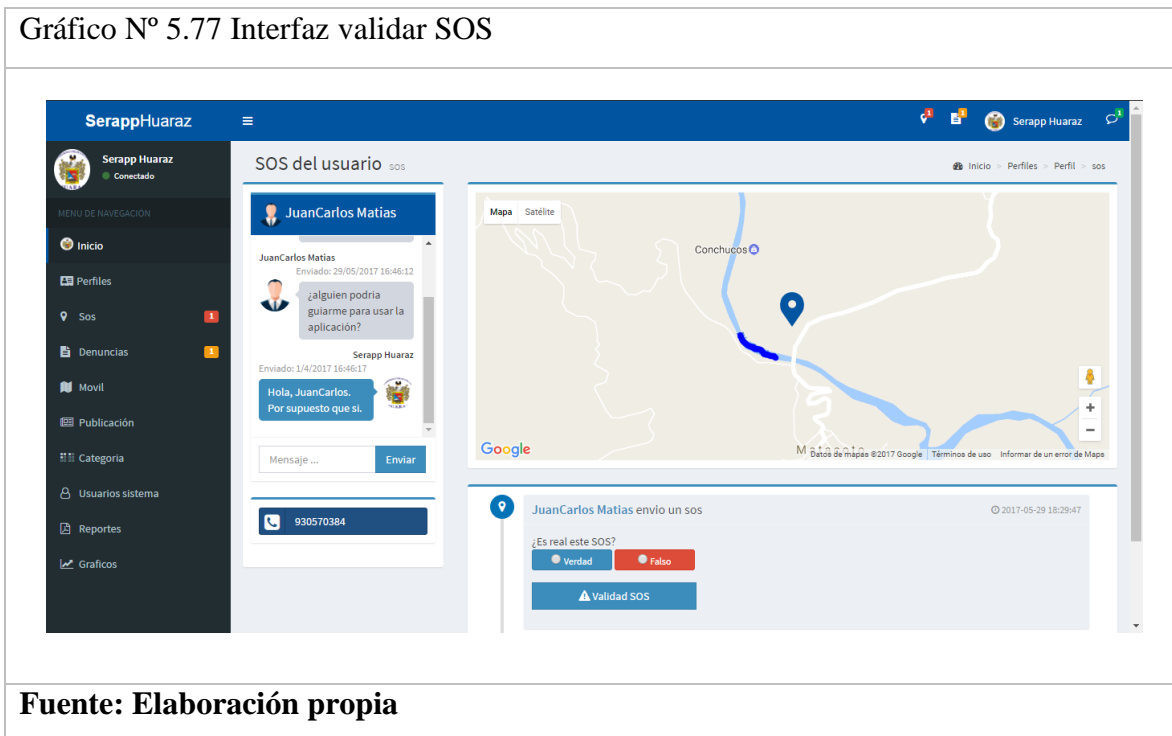 Gráfico Nº 5.77 Interfaz validar SOS
SerappHuaraz
1
1
Serapp Huaraz
1
Serapp Huaraz
Conectado
MENU DE NAVEGACIÓN
Inicio
Perfiles
Sos 1
Denuncias 1
Movil
Publicación
Categoria
Usuarios sistema
Reportes
Graficos
SOS del usuario sos
Inicio > Perfiles > Perfil > sos
JuanCarlos Matias
JuanCarlos Matias
Enviado: 29/05/2017 16:46:12
¿alguien podria
guiarme para usar la
aplicación?
Serapp Huaraz
Enviado: 1/4/2017 16:46:17
Hola, JuanCarlos.
Por supuesto que si.
Mensaje ... Enviar
930570384
Mapa Satélite
Conchucos
Google
Datos de mapas ©2017 Google Términos de uso Informar de un error de Maps
JuanCarlos Matias envio un sos
2017-05-29 18:29:47
¿Es real este SOS?
Verdad Falso
Validad SOS
Fuente: Elaboración propia